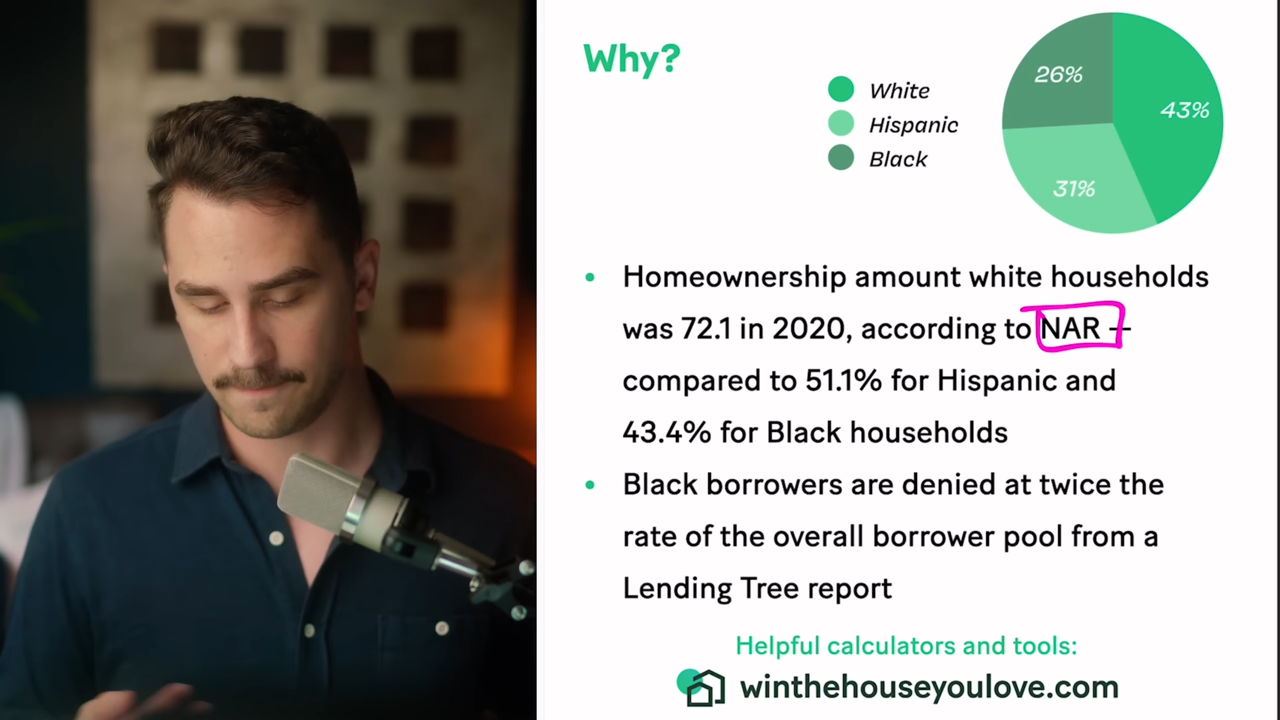 Why?
White
Hispanic
Black
26%
43%
31%
• Homeownership amount white households
was 72.1 in 2020, according to NAR –
compared to 51.1% for Hispanic and
43.4% for Black households
• Black borrowers are denied at twice the
rate of the overall borrower pool from a
Lending Tree report
Helpful calculators and tools:
winthehouseyoulove.com